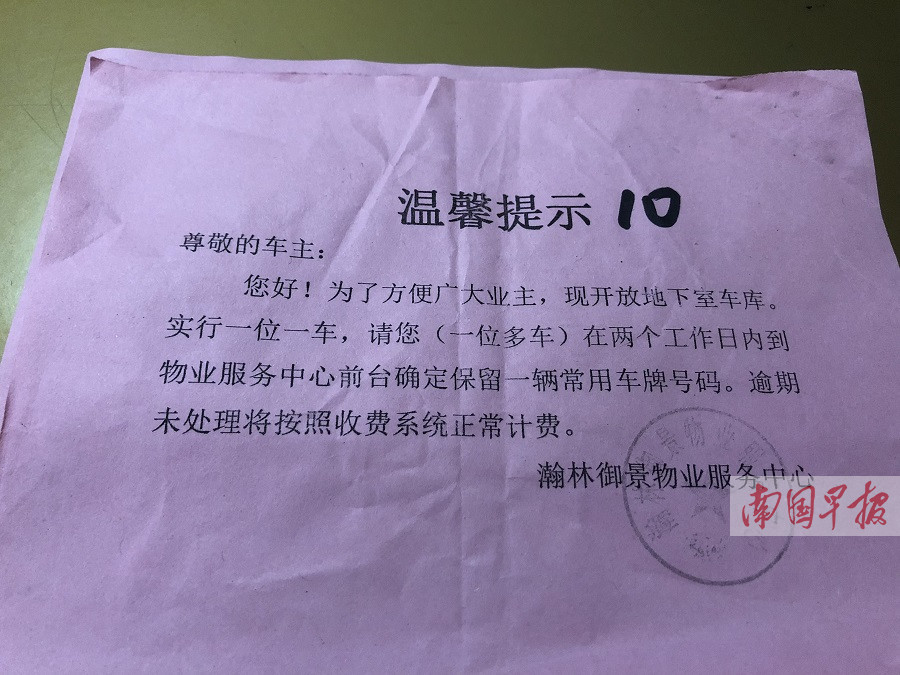 温馨提示 10
尊敬的车主：
您好！为了方便广大业主，现开放地下室车库。
实行一位一车，请您（一位多车）在两个工作日内到
物业服务中心前台确定保留一辆常用车牌号码。逾期
未处理将按照收费系统正常计费。
瀚林御景物业服务中心
南国早报